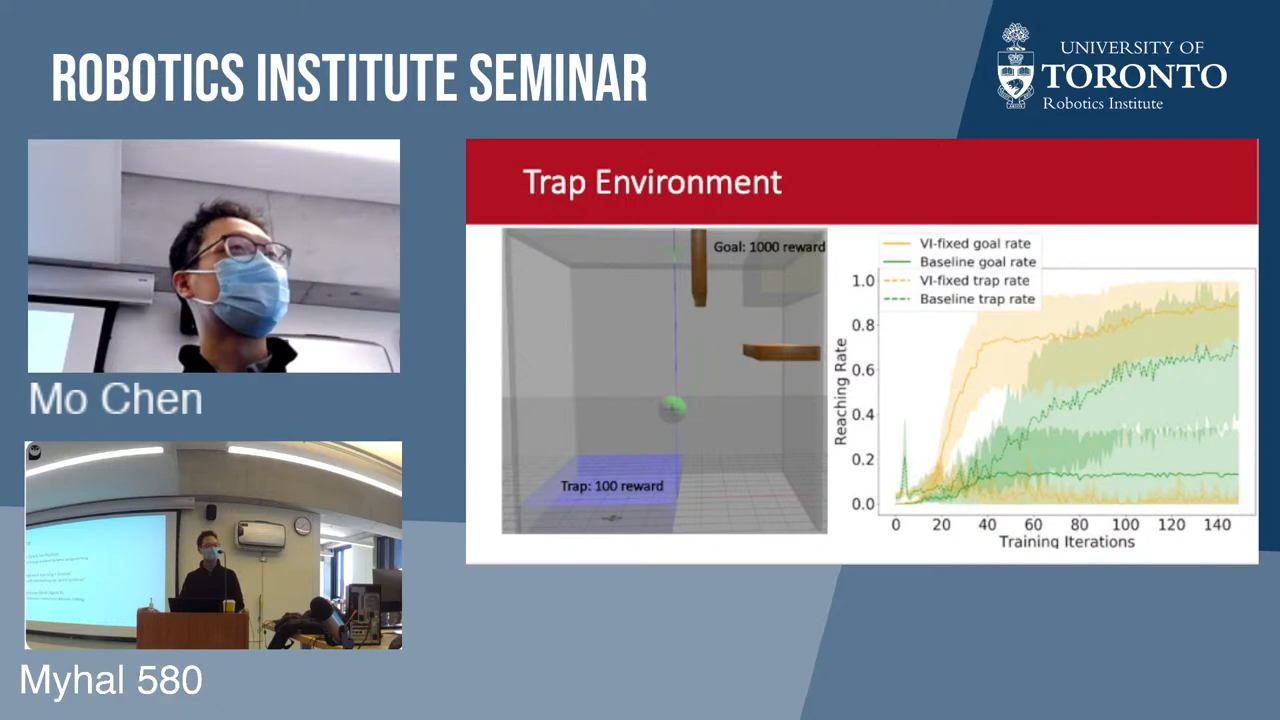 ROBOTICS INSTITUTE SEMINAR
UNIVERSITY OF
TORONTO
Robotics Institute
Mo Chen
Myhal 580
Trap Environment
Goal: 1000 reward
Trap: 100 reward
VI-fixed goal rate
Baseline goal rate
VI-fixed trap rate
Baseline trap rate
1.0
0.8
0.6
0.4
0.2
0.0
Reaching Rate
0 20 40 60 80 100 120 140
Training Iterations